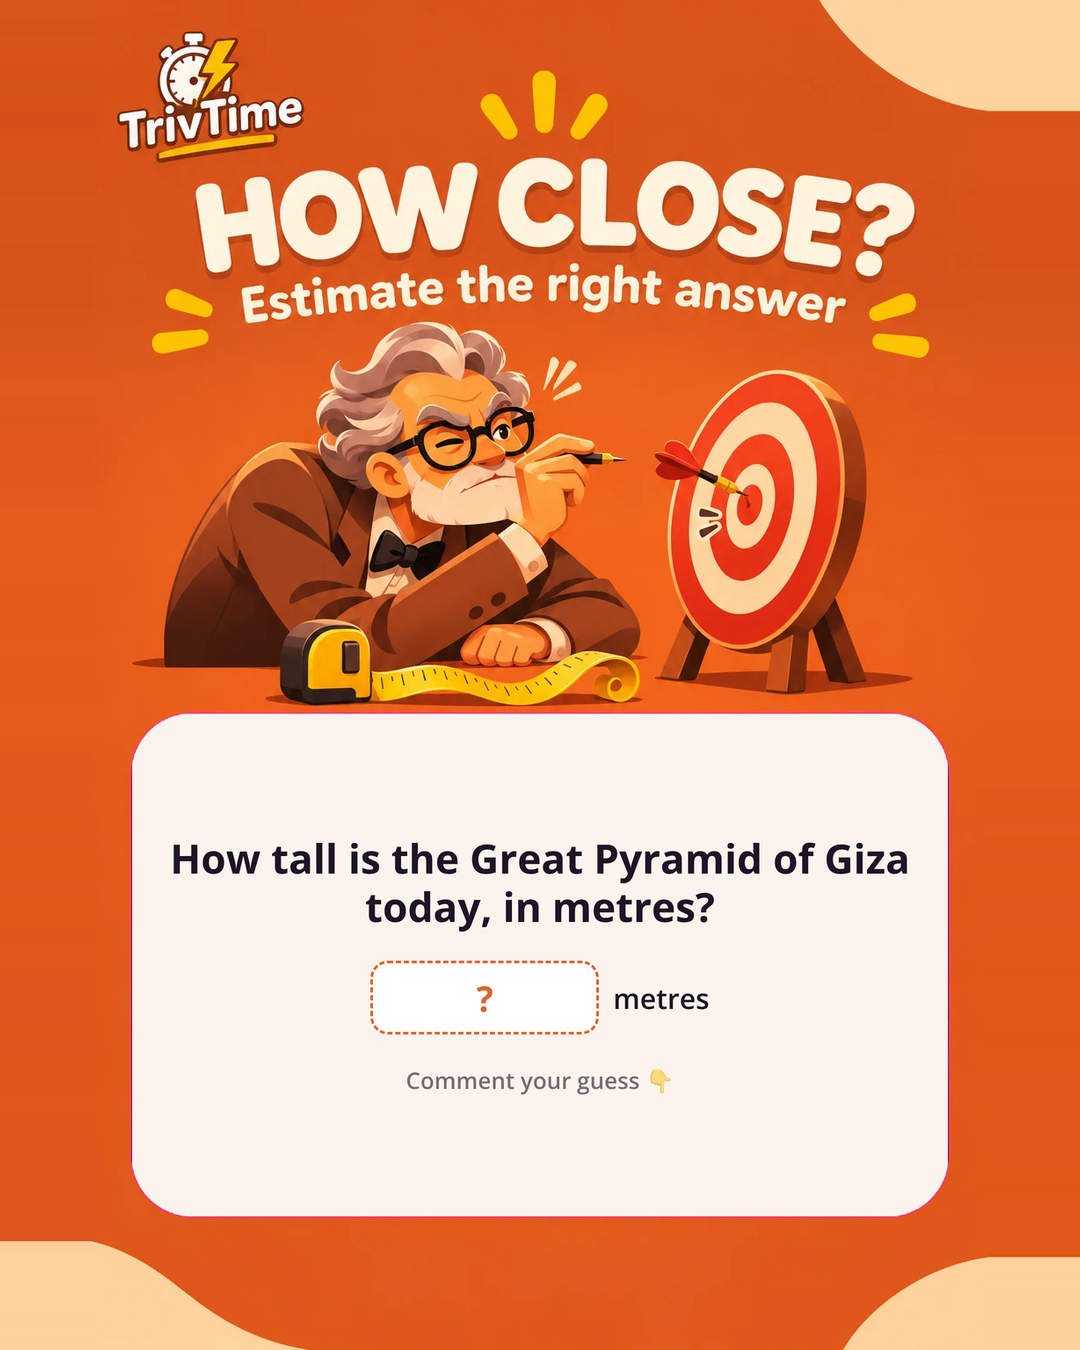 TrivTime
HOW CLOSE?
Estimate the right answer
How tall is the Great Pyramid of Giza
today, in metres?
? metres
Comment your guess 👇